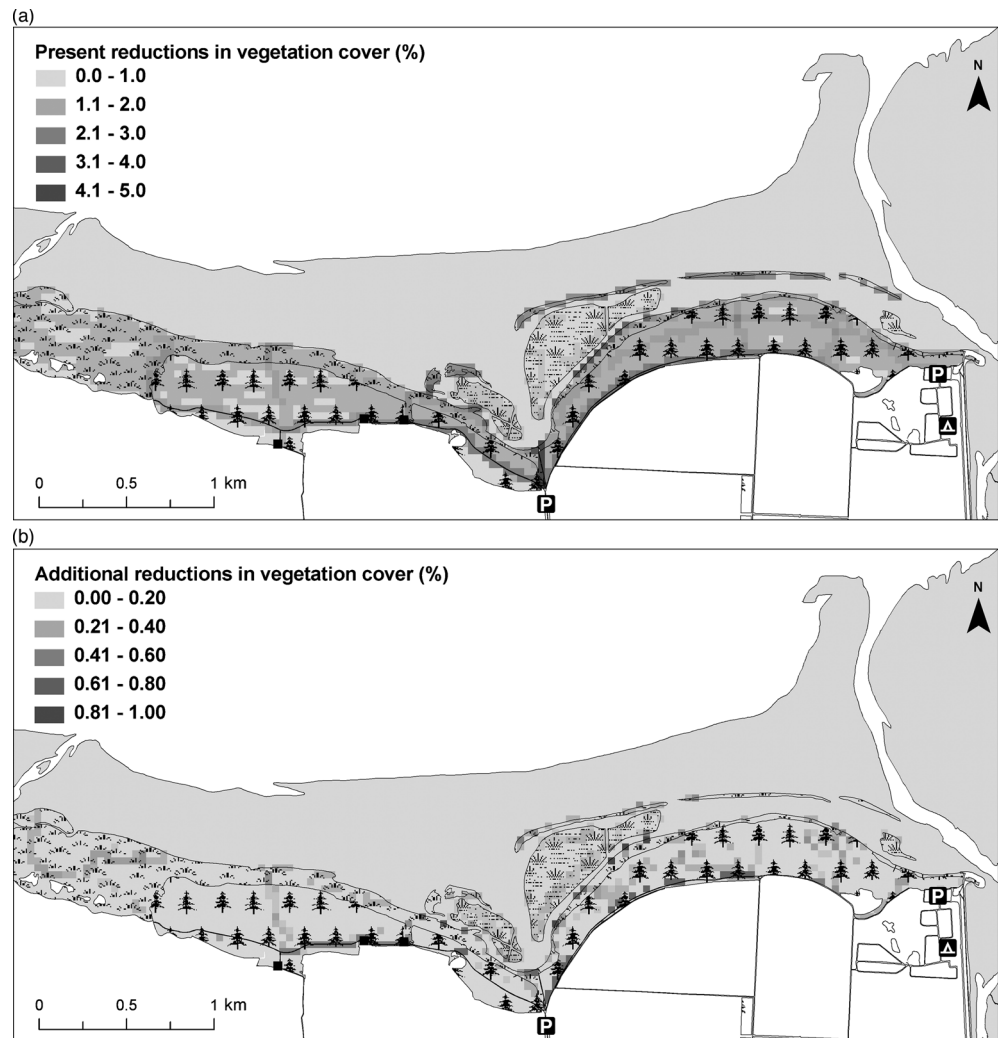 (a)
Present reductions in vegetation cover (%)
0.0 - 1.0
1.1 - 2.0
2.1 - 3.0
3.1 - 4.0
4.1 - 5.0
N
P
P
0 0.5 1 km
(b)
Additional reductions in vegetation cover (%)
0.00 - 0.20
0.21 - 0.40
0.41 - 0.60
0.61 - 0.80
0.81 - 1.00
N
P
P
0 0.5 1 km